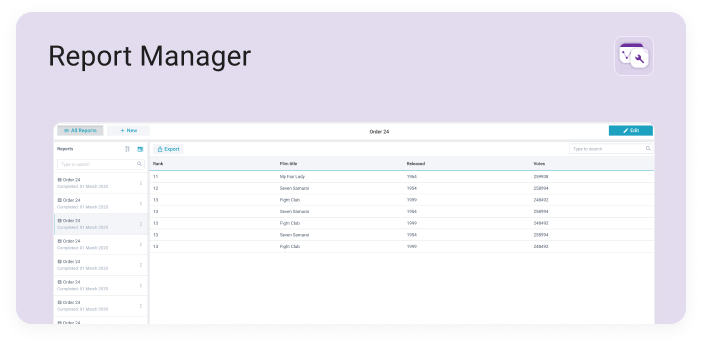 Report Manager
All Reports
+ New
Order 24
Edit
Reports
Export
Type to search
Type to search
Rank Film title Released Votes
11 My Fair Lady 1964 259908
12 Seven Samurai 1954 258994
13 Fight Club 1999 248492
13 Seven Samurai 1954 258994
13 Fight Club 1999 248492
13 Seven Samurai 1954 258994
13 Fight Club 1999 248492
Order 24
Completed: 01 March 2020
Order 24
Completed: 01 March 2020
Order 24
Completed: 01 March 2020
Order 24
Completed: 01 March 2020
Order 24
Completed: 01 March 2020
Order 24
Completed: 01 March 2020
Order 24
Completed: 01 March 2020
Order 24